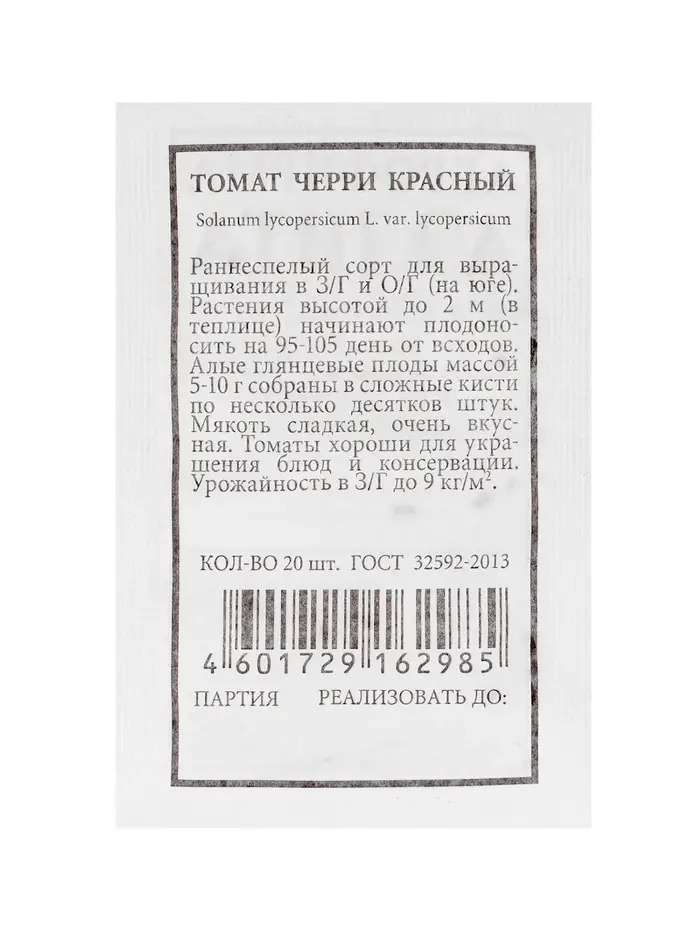 ТОМАТ ЧЕРРИ КРАСНЫЙ
Solanum lycopersicum L. var. lycopersicum
Раннеспелый сорт для выра-
щивания в З/Г и О/Г (на юге).
Растения высотой до 2 м (в
теплице) начинают плодоно-
сить на 95-105 день от всходов.
Алые глянцевые плоды массой
5-10 г собраны в сложные кисти
по несколько десятков штук.
Мякоть сладкая, очень вкус-
ная. Томаты хороши для укра-
шения блюд и консервации.
Урожайность в З/Г до 9 кг/м².
КОЛ-ВО 20 шт. ГОСТ 32592-2013
4 601729 162985
ПАРТИЯ РЕАЛИЗОВАТЬ ДО: